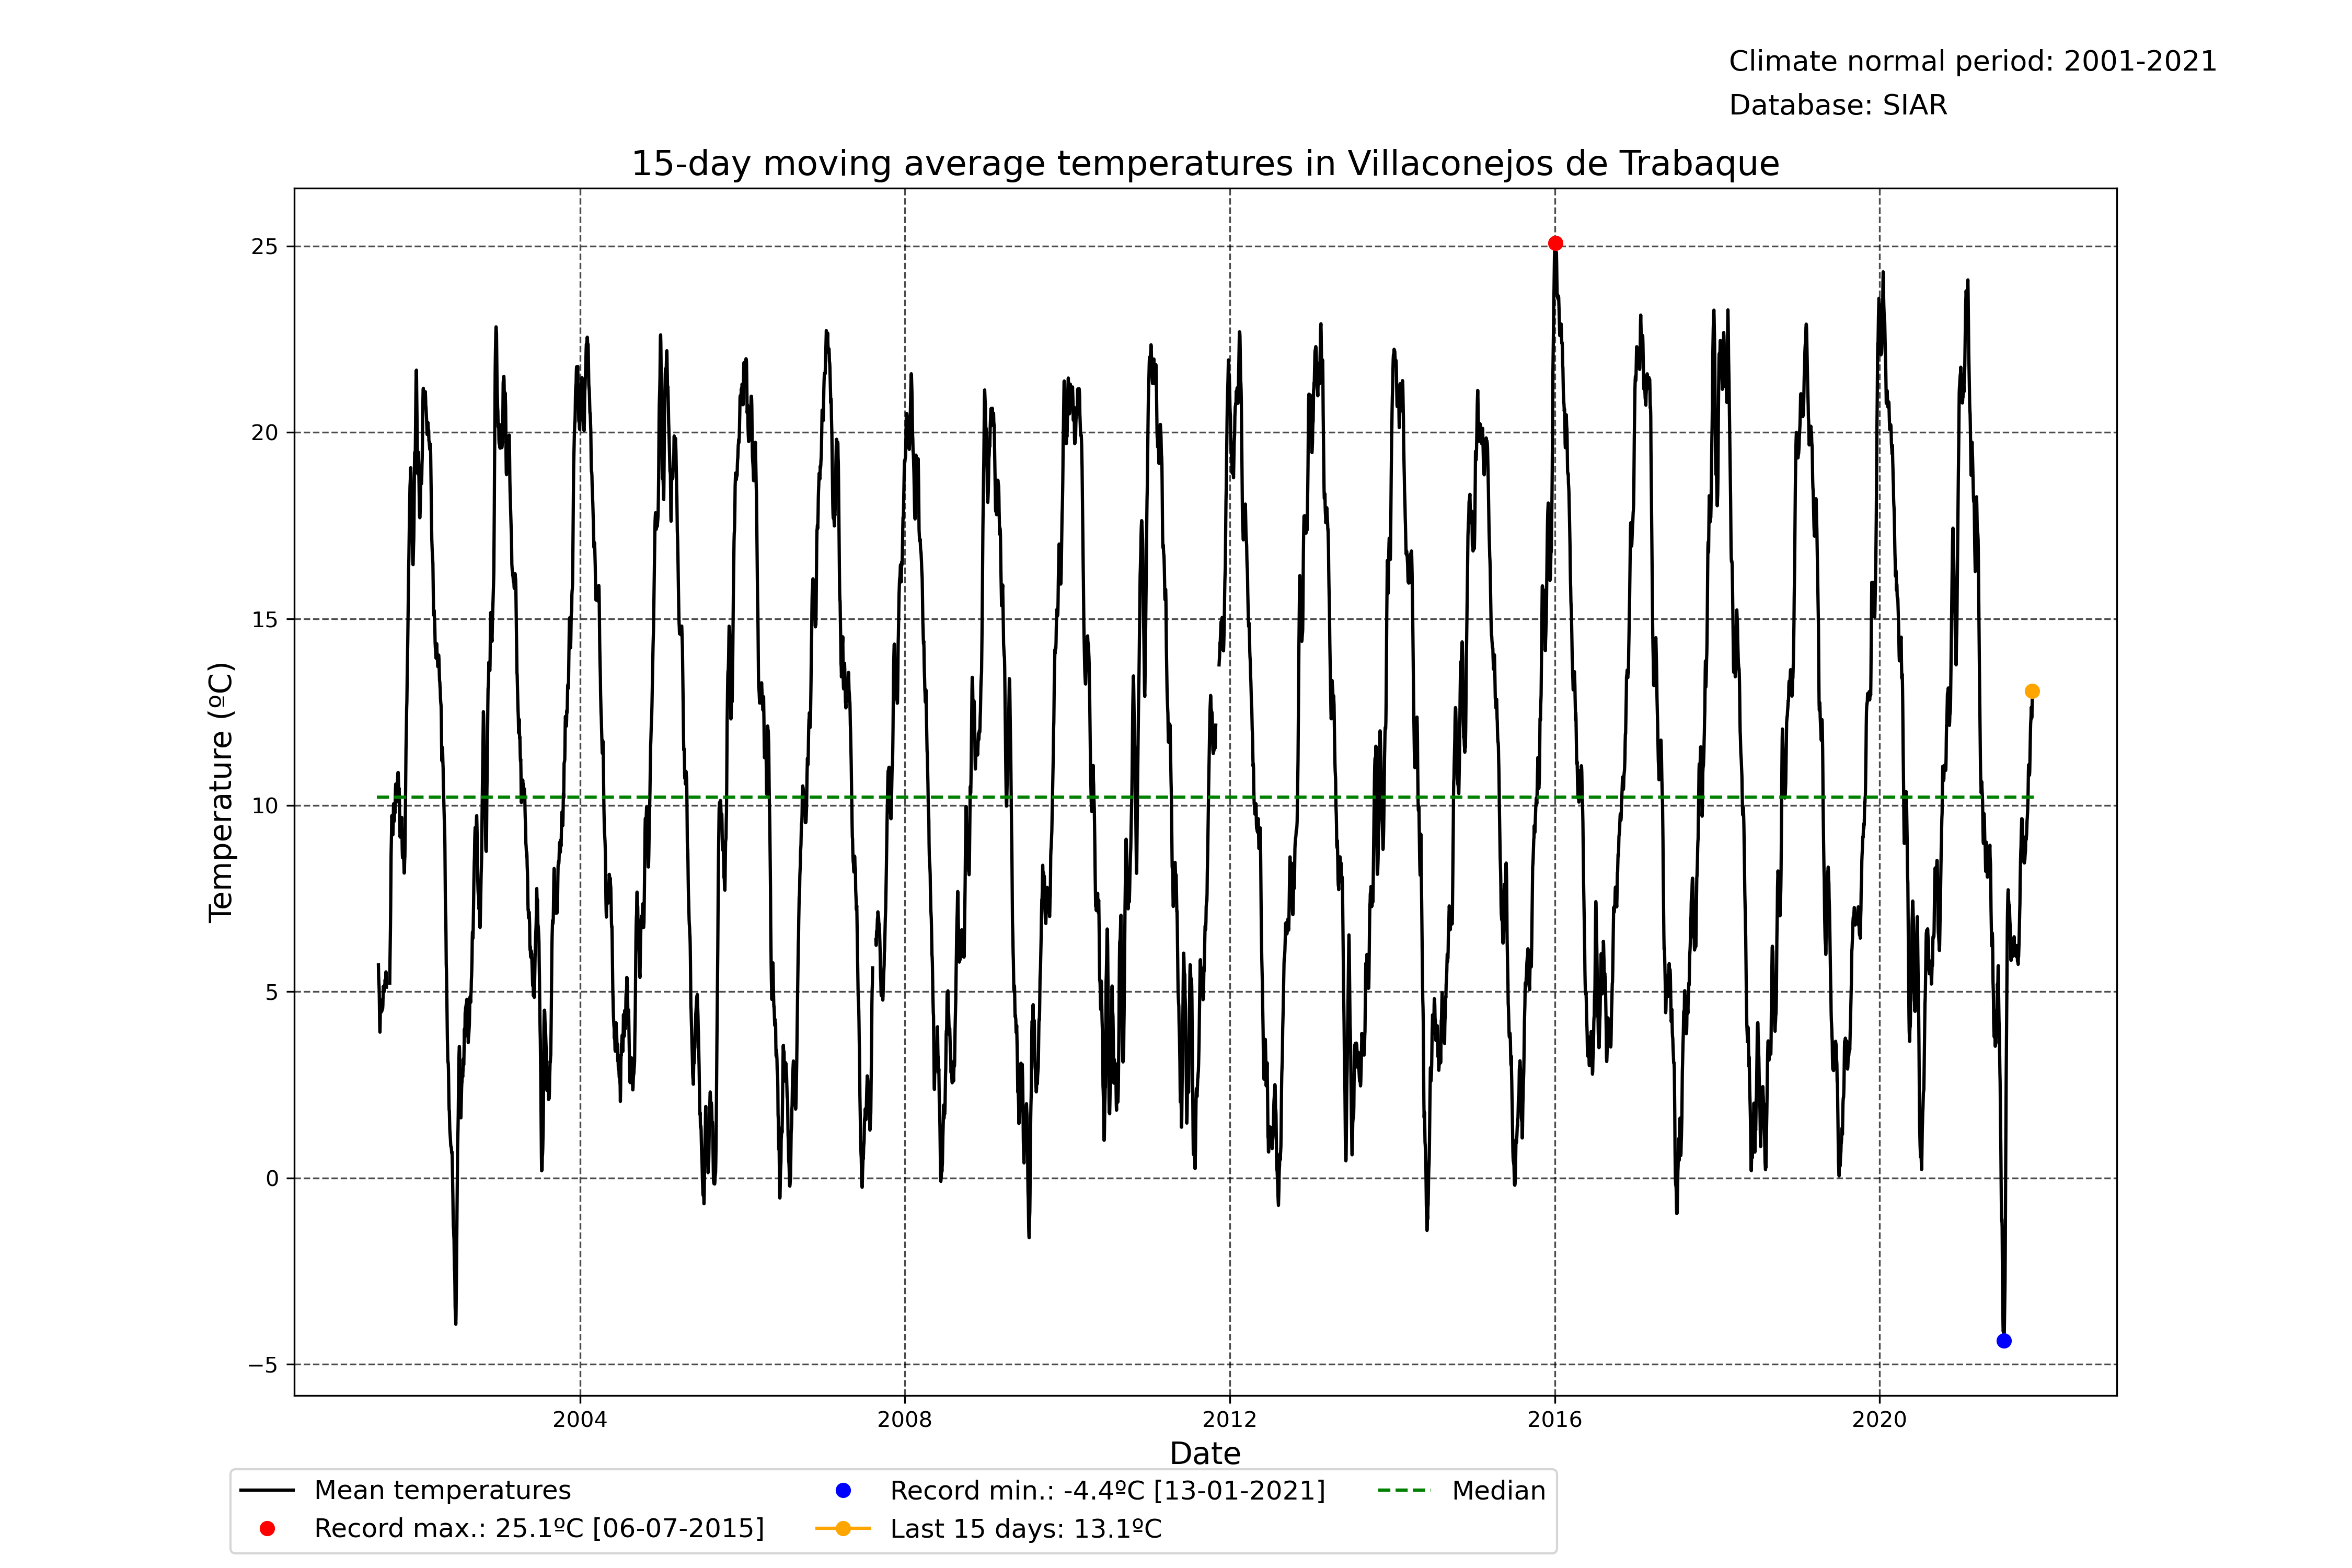 Climate normal period: 2001-2021
Database: SIAR
15-day moving average temperatures in Villaconejos de Trabaque
25
20
15
10
5
0
−5
Temperature (ºC)
2004 2008 2012 2016 2020
Date
Mean temperatures
Record max.: 25.1ºC [06-07-2015]
Record min.: -4.4ºC [13-01-2021]
Last 15 days: 13.1ºC
Median